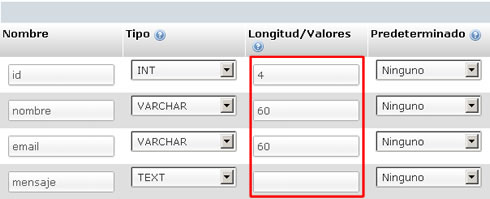 Nombre Tipo Longitud/Valores Predeterminado
id INT 4 Ninguno
nombre VARCHAR 60 Ninguno
email VARCHAR 60 Ninguno
mensaje TEXT Ninguno